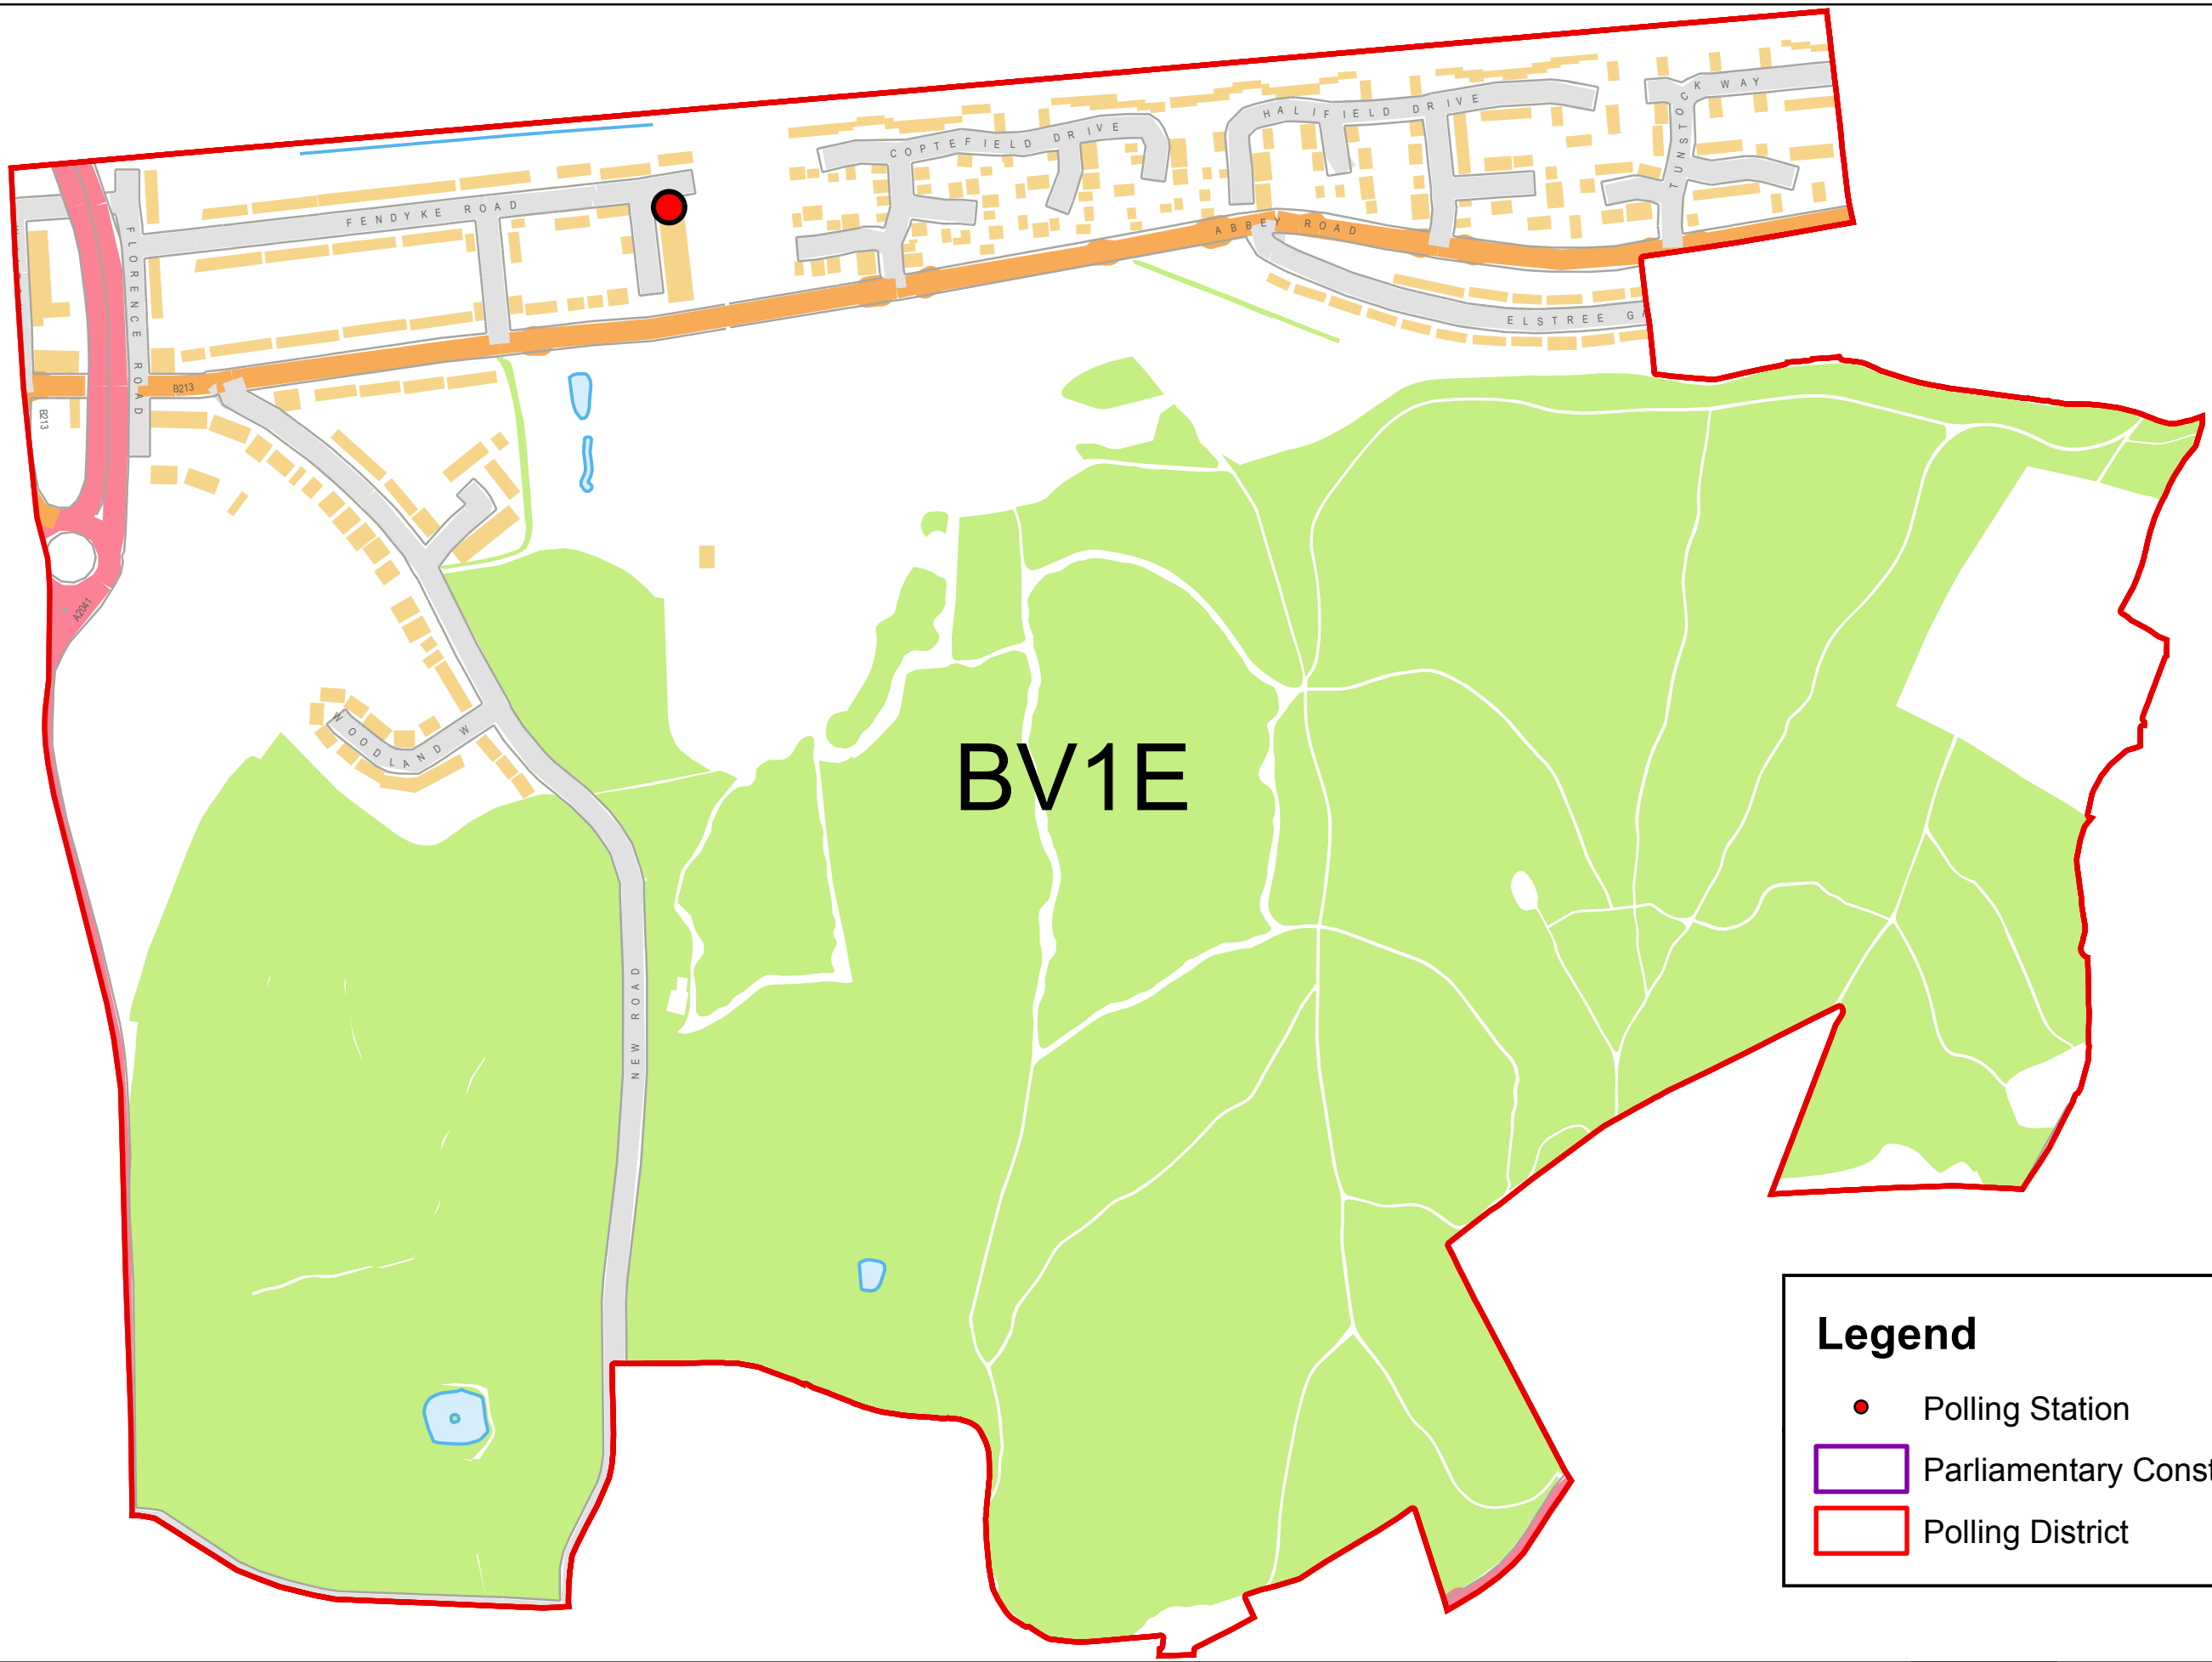 TUNSTOCK WAY
HALIFIELD DRIVE
COPTEFIELD DRIVE
FENDYKE ROAD
ABBEY ROAD
FLORENCE ROAD
ELSTREE GA
B213
B213
A2041
WOODLAND W
BV1E
NEW ROAD
Legend
Polling Station
Parliamentary Const
Polling District